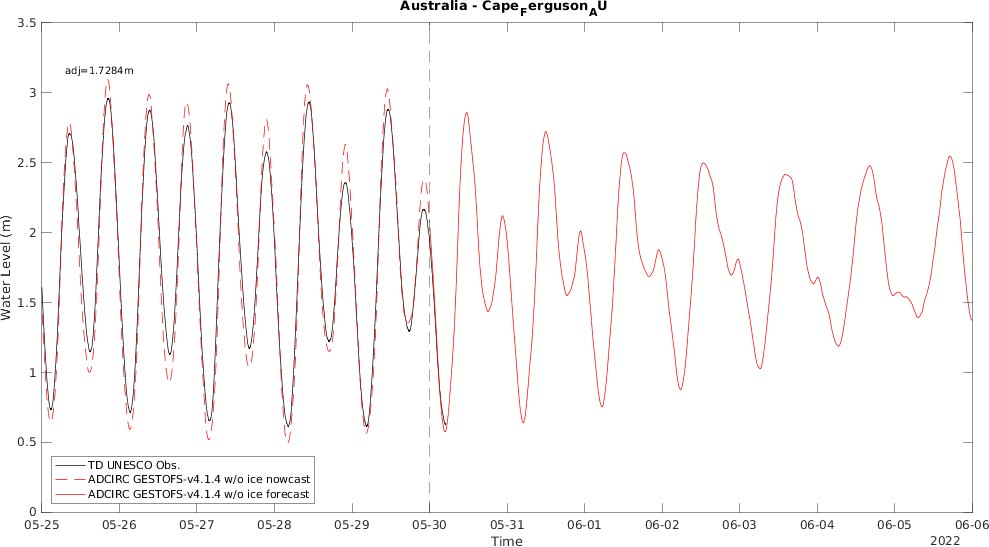 Australia - Cape_Ferguson_AU
adj=1.7284m
3.5
3
2.5
2
1.5
1
0.5
0
Water Level (m)
TD UNESCO Obs.
ADCIRC GESTOFS-v4.1.4 w/o ice nowcast
ADCIRC GESTOFS-v4.1.4 w/o ice forecast
05-25 05-26 05-27 05-28 05-29 05-30 05-31 06-01 06-02 06-03 06-04 06-05 06-06
Time
2022